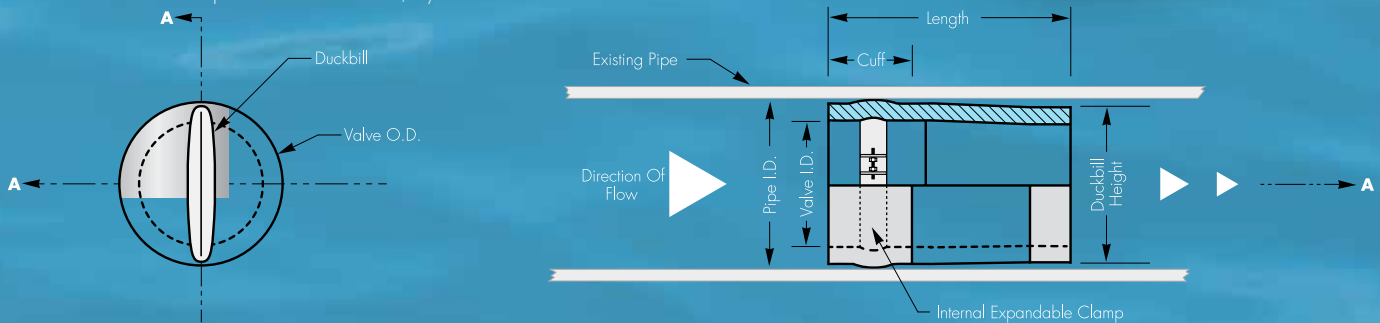 A
Duckbill
Valve O.D.
A
Length
Cuff
Existing Pipe
Direction Of
Flow
Pipe I.D.
Valve I.D.
Duckbill
Height
A
Internal Expandable Clamp